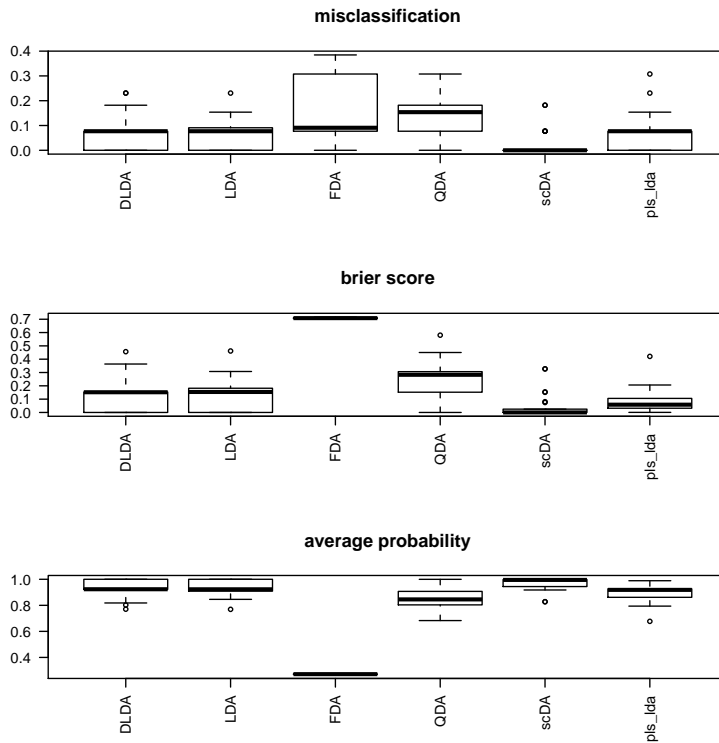 misclassification
0.4
0.3
0.2
0.1
0.0
DLDA
LDA
FDA
QDA
scDA
pls_lda
brier score
0.7
0.6
0.5
0.4
0.3
0.2
0.1
0.0
DLDA
LDA
FDA
QDA
scDA
pls_lda
average probability
1.0
0.8
0.6
0.4
DLDA
LDA
FDA
QDA
scDA
pls_lda